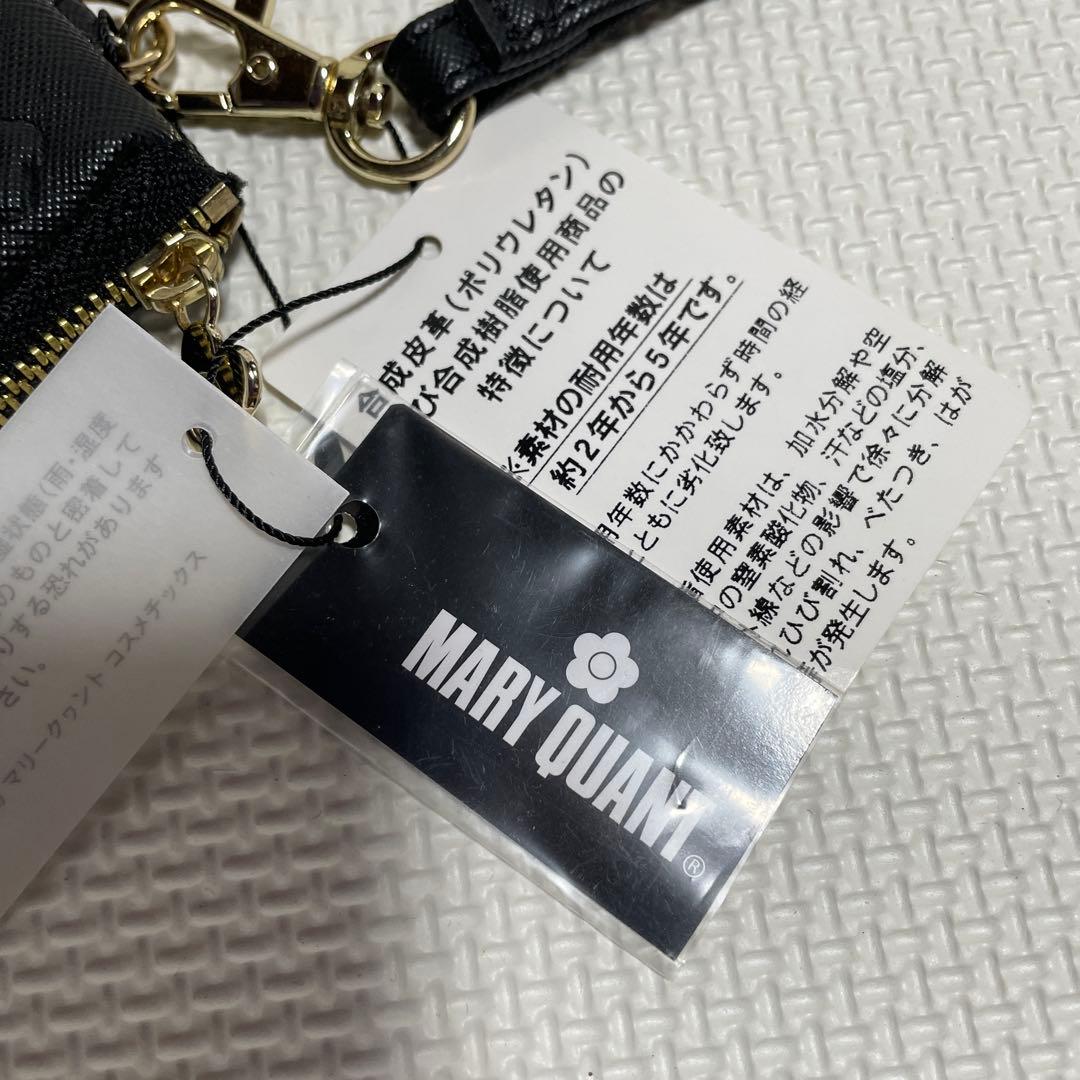 合成皮革(ポリウレタン)
び合成樹脂使用商品の
特徴について
※素材の耐用年数は
約2年から5年です。
用年数にかかわらず時間の経
ともに劣化致します。
使用素材は、加水分解や空
の窒素酸化物、汗などの塩分、
線などの影響で徐々に分解
ひび割れ、べたつき、はが
が発生します。
MARY QUANT
®
湿状態(雨・湿度
のものと密着して
りする恐れがあります
さい。
マリークヮント コスメチックス